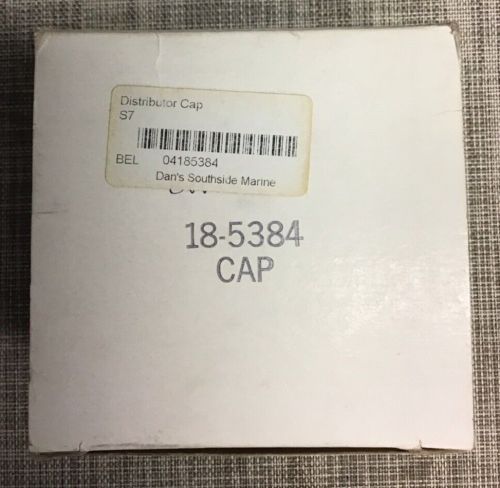 Distributor Cap
S7
BEL 04185384
Dan's Southside Marine
18-5384
CAP